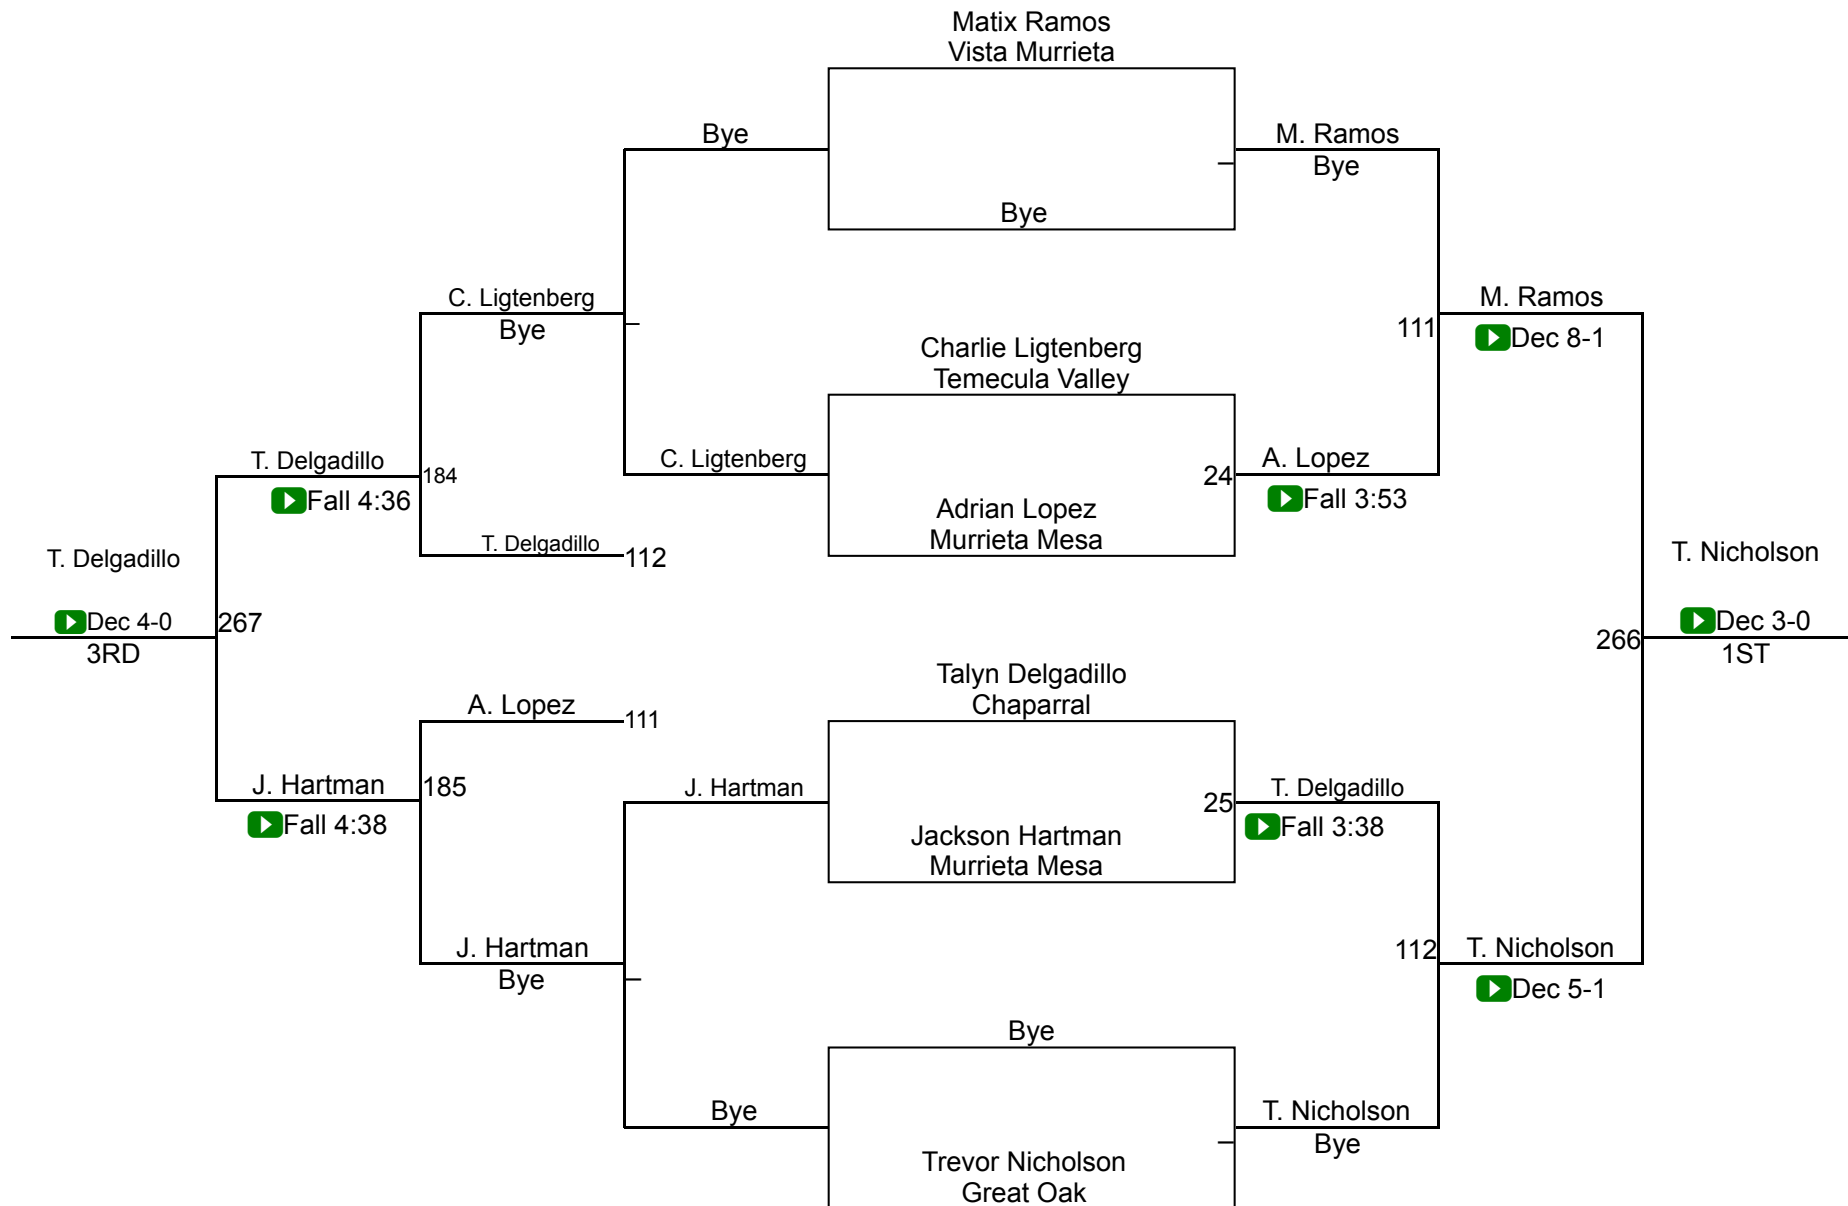 Matix Ramos
Vista Murrieta
Bye
M. Ramos
Bye
Bye
C. Ligtenberg
Bye
M. Ramos
111
Dec 8-1
Charlie Ligtenberg
Temecula Valley
T. Delgadillo
184
C. Ligtenberg
24
A. Lopez
Fall 4:36
Fall 3:53
Adrian Lopez
Murrieta Mesa
T. Delgadillo
112
T. Delgadillo
T. Nicholson
Dec 4-0
267
3RD
266
Dec 3-0
1ST
Talyn Delgadillo
Chaparral
A. Lopez
111
J. Hartman
185
J. Hartman
25
T. Delgadillo
Fall 4:38
Fall 3:38
Jackson Hartman
Murrieta Mesa
J. Hartman
Bye
112
T. Nicholson
Dec 5-1
Bye
Bye
T. Nicholson
Bye
Trevor Nicholson
Great Oak